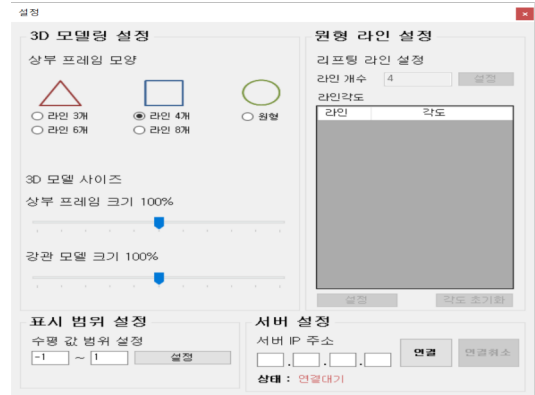 설정
3D 모델링 설정
상부 프레임 모양
라인 3개
라인 4개
원형
라인 6개
라인 8개
3D 모델 사이즈
상부 프레임 크기 100%
강관 모델 크기 100%
원형 라인 설정
리프팅 라인 설정
라인 개수 4 설정
라인각도
라인 각도
설정 각도 초기화
표시 범위 설정
수평 값 범위 설정
-1 ~ 1 설정
서버 설정
서버 IP 주소
. . . 연결 연결취소
상태 : 연결대기